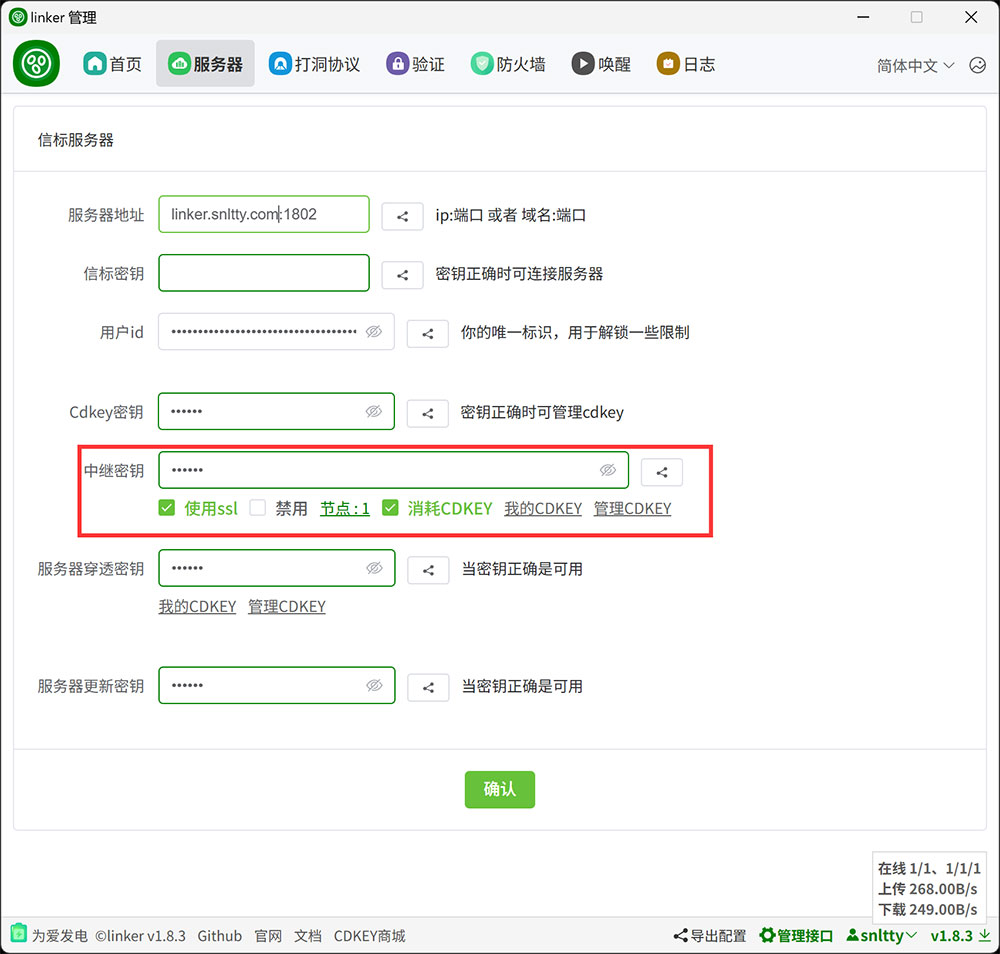 linker 管理
首页 服务器 打洞协议 验证 防火墙 唤醒 日志 简体中文
信标服务器
服务器地址 linker.snltty.com:1802 ip:端口 或者 域名:端口
信标密钥 密钥正确时可连接服务器
用户id •••••••••••••••••••••••••••••••••••• 你的唯一标识，用于解锁一些限制
Cdkey密钥 •••••• 密钥正确时可管理cdkey
中继密钥 ••••••
使用ssl 禁用 节点 : 1 消耗CDKEY 我的CDKEY 管理CDKEY
服务器穿透密钥 •••••• 当密钥正确是可用
我的CDKEY 管理CDKEY
服务器更新密钥 •••••• 当密钥正确是可用
确认
在线 1/1、1/1/1
上传 268.00B/s
下载 249.00B/s
为爱发电 ©linker v1.8.3 Github 官网 文档 CDKEY商城 导出配置 管理接口 snltty v1.8.3